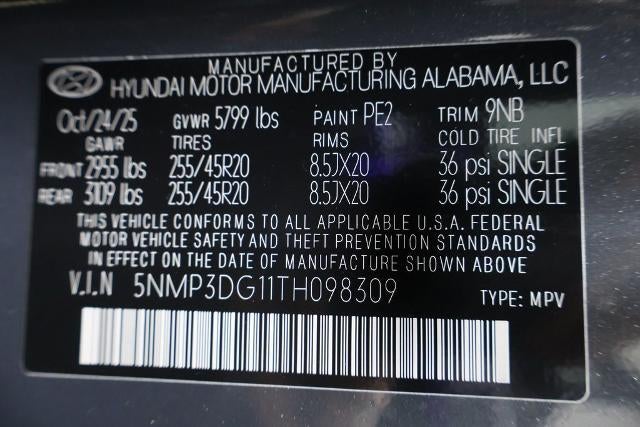 MANUFACTURED BY
HYUNDAI MOTOR MANUFACTURING ALABAMA, LLC
Oct/24/25 GVWR 5799 lbs PAINT PE2 TRIM 9NB
GAWR TIRES RIMS COLD TIRE INFL
FRONT 2955 lbs 255/45R20 8.5JX20 36 psi SINGLE
REAR 3109 lbs 255/45R20 8.5JX20 36 psi SINGLE
THIS VEHICLE CONFORMS TO ALL APPLICABLE U.S.A. FEDERAL
MOTOR VEHICLE SAFETY AND THEFT PREVENTION STANDARDS
IN EFFECT ON THE DATE OF MANUFACTURE SHOWN ABOVE
V.I.N 5NMP3DG11TH098309 TYPE: MPV